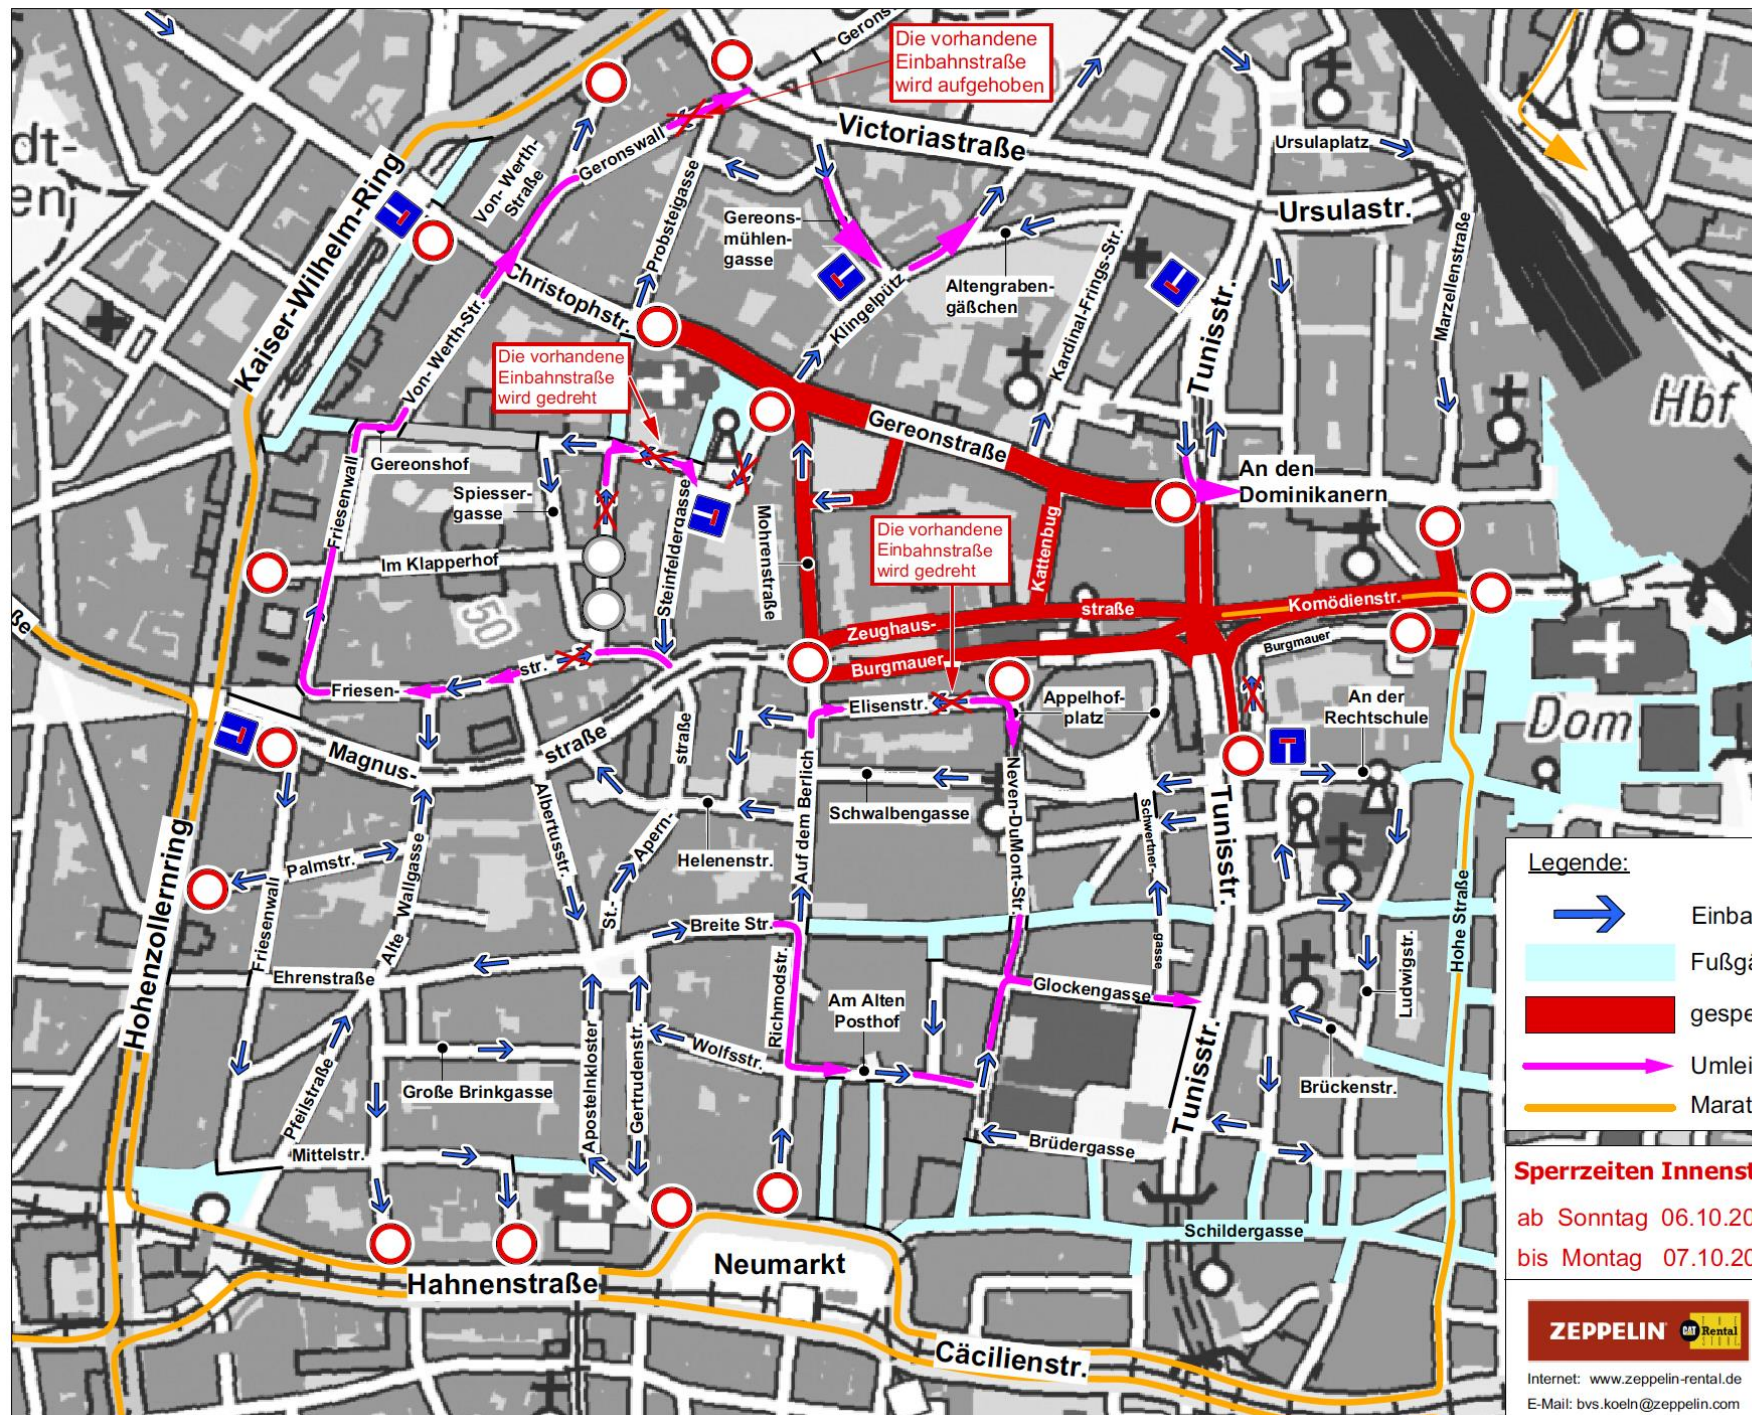 Gerons
Die vorhandene
Einbahnstraße
wird aufgehoben
dt-
en
Victoriastraße
Ursulaplatz
Ursulastr.
Von- Werth-
Straße
Geronswall
Kaiser-Wilhelm-Ring
Probsteigasse
Gereons-
mühlen-
gasse
Christophstr.
Klingelpütz
Altengraben-
gäßchen
Kardinal-Frings-Str.
Tunisstr.
Marzellenstraße
Hbf
Von- Werth-Str.
Die vorhandene
Einbahnstraße
wird gedreht
Gereonstraße
An den
Dominikanern
Gereonshof
Spiesser-
gasse
Friesenwall
Im Klapperhof
Steinfeldergasse
Mohrenstraße
Die vorhandene
Einbahnstraße
wird gedreht
Kattenbug
50
ße
Zeughaus-
straße
Komödienstr.
Burgmauer
Burgmauer
Friesen-
str.
Elisenstr.
Appelhof-
platz
An der
Rechtschule
Dom
Magnus-
straße
straße
Albertusstr.
Apern-
St.-
Helenenstr.
Auf dem Berlich
Schwalbengasse
Neven-DuMont-Str.
Schwertner-
gasse
Tunisstr.
Palmstr.
Friesenwall
Alte Wallgasse
Hohenzollernring
Ehrenstraße
Breite Str.
Richmodstr.
Am Alten
Posthof
Glockengasse
Ludwigstr.
Hohe Straße
Große Brinkgasse
Pfeilstraße
Apostelnkloster
Gertrudenstr.
Wolfsstr.
Tunisstr.
Brückenstr.
Mittelstr.
Brüdergasse
Schildergasse
Hahnenstraße
Neumarkt
Cäcilienstr.
Legende:
Einba
Fußgä
gespe
Umlei
Marat
Sperrzeiten Innenst
ab Sonntag 06.10.20
bis Montag 07.10.20
ZEPPELIN
CAT Rental
Internet: www.zeppelin-rental.de
E-Mail: bvs.koeln@zeppelin.com